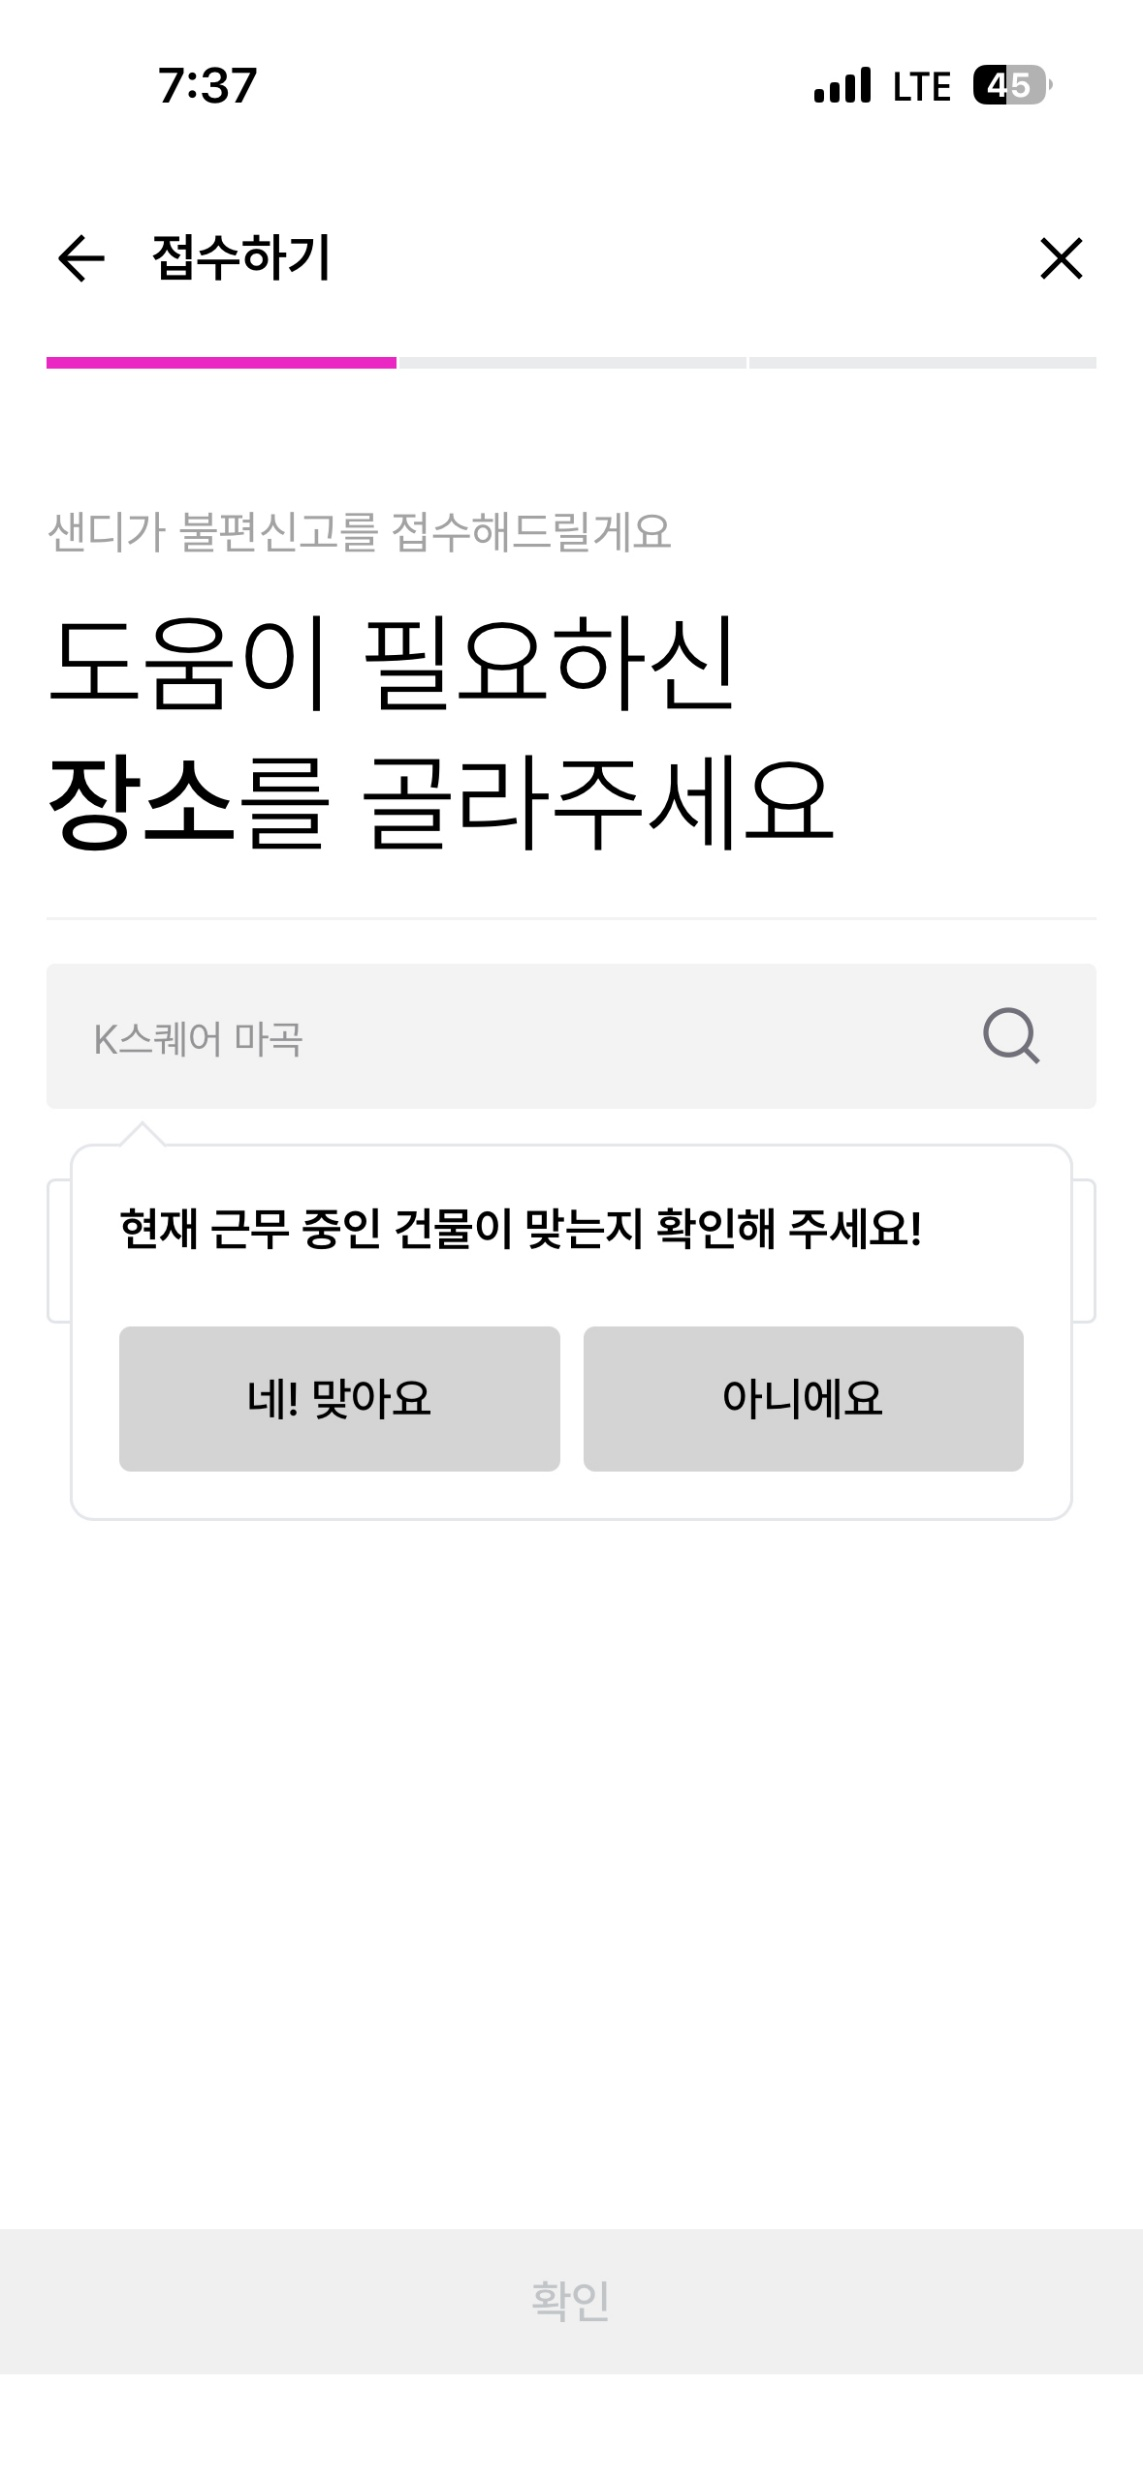 7:37 LTE 45
접수하기
샌디가 불편신고를 접수해드릴게요
도움이 필요하신
장소를 골라주세요
K스퀘어 마곡
현재 근무 중인 건물이 맞는지 확인해 주세요!
네! 맞아요 아니에요
확인